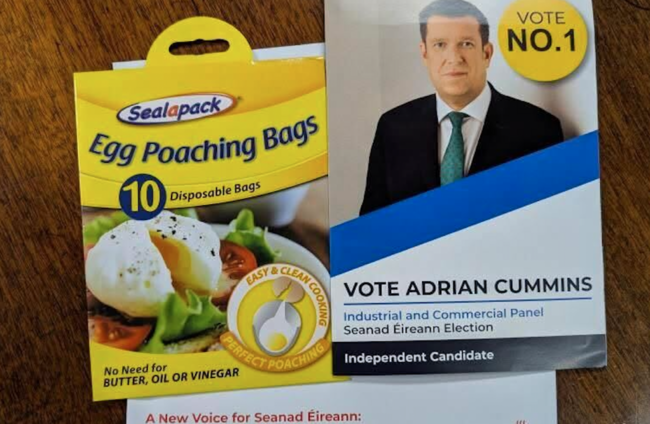 Sealapack
Egg Poaching Bags
10 Disposable Bags
EASY & CLEAN COOKING
PERFECT POACHING
No Need for
BUTTER, OIL OR VINEGAR
VOTE
NO.1
VOTE ADRIAN CUMMINS
Industrial and Commercial Panel
Seanad Éireann Election
Independent Candidate
A New Voice for Seanad Éireann: